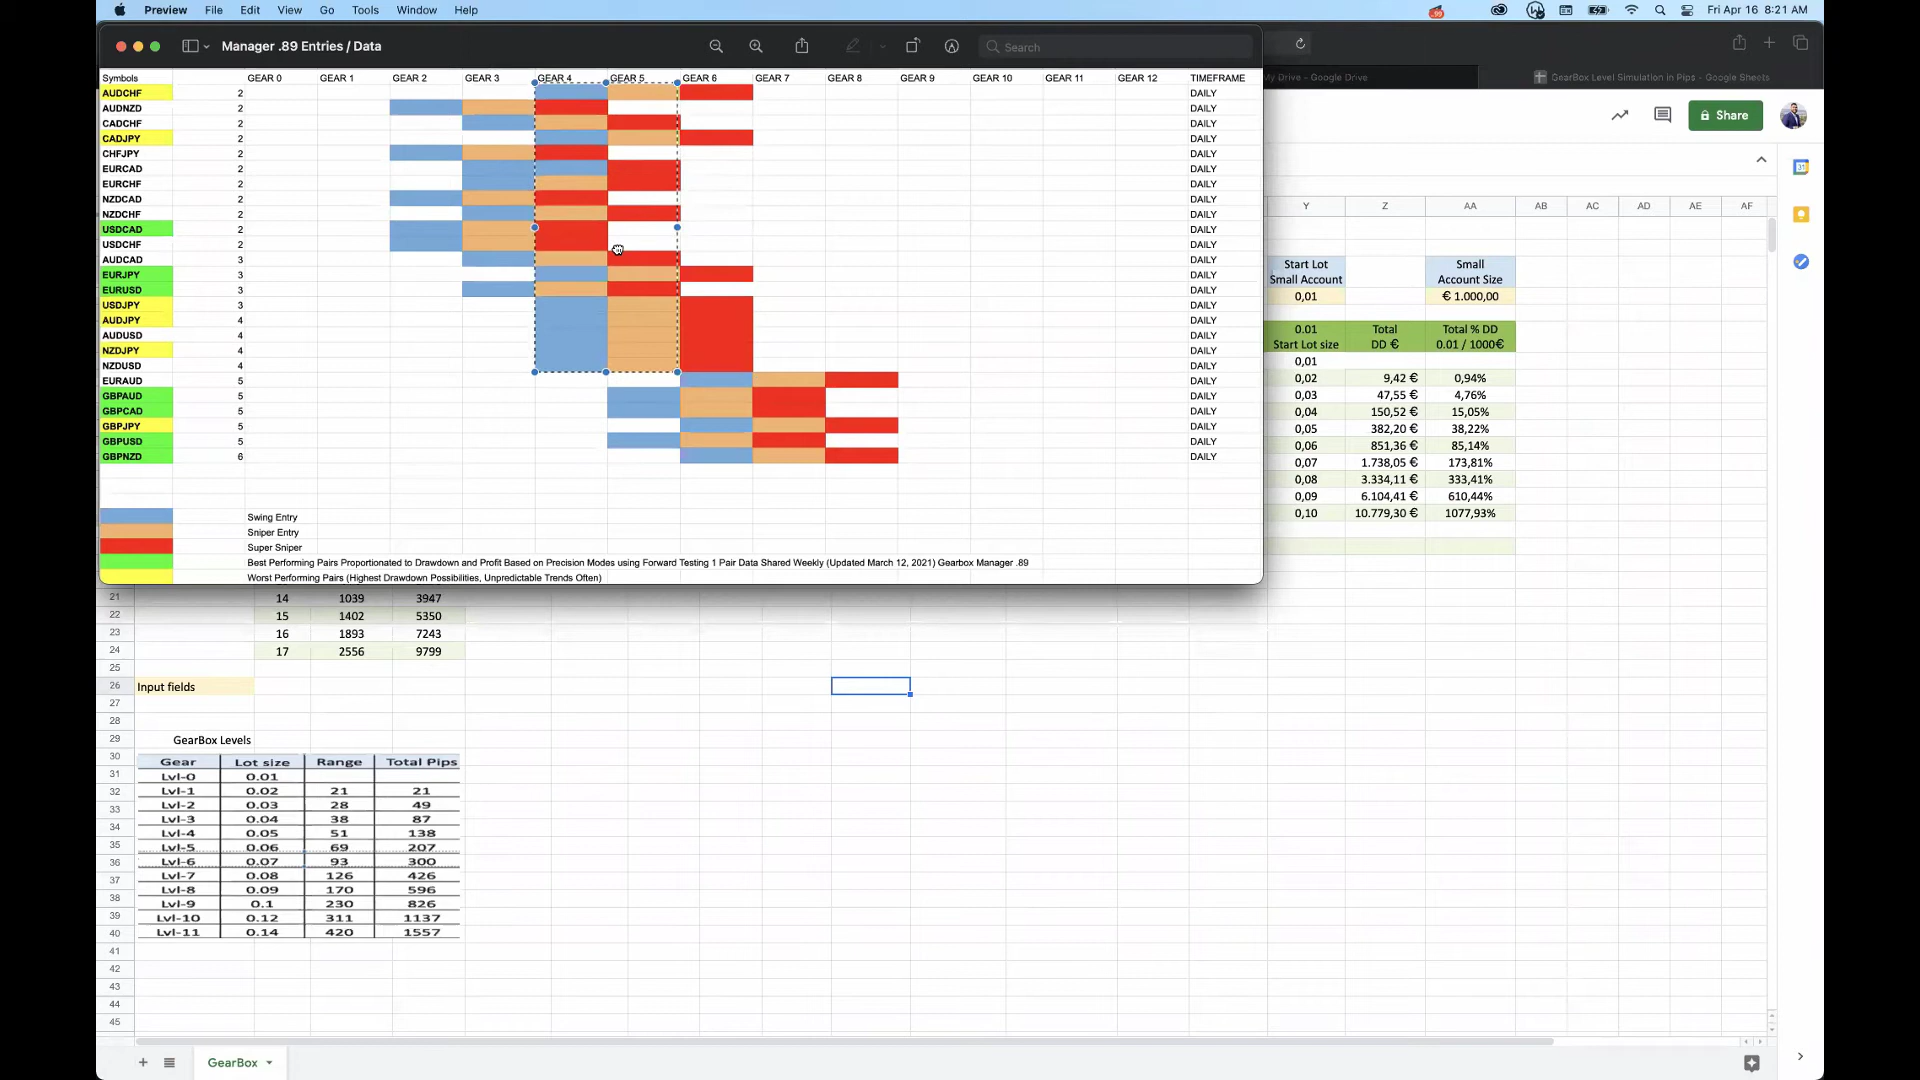 Preview File Edit View Go Tools Window Help Fri Apr 16 8:21 AM
Manager .89 Entries / Data Search
My Drive - Google Drive GearBox Level Simulation in Pips - Google Sheets
Share
Symbols GEAR 0 GEAR 1 GEAR 2 GEAR 3 GEAR 4 GEAR 5 GEAR 6 GEAR 7 GEAR 8 GEAR 9 GEAR 10 GEAR 11 GEAR 12 TIMEFRAME
AUDCHF 2 DAILY
AUDNZD 2 DAILY
CADCHF 2 DAILY
CADJPY 2 DAILY
CHFJPY 2 DAILY
EURCAD 2 DAILY
EURCHF 2 DAILY
NZDCAD 2 DAILY
NZDCHF 2 DAILY
USDCAD 2 DAILY
USDCHF 2 DAILY
AUDCAD 3 DAILY
EURJPY 3 DAILY
EURUSD 3 DAILY
USDJPY 3 DAILY
AUDJPY 4 DAILY
AUDUSD 4 DAILY
NZDJPY 4 DAILY
NZDUSD 4 DAILY
EURAUD 5 DAILY
GBPAUD 5 DAILY
GBPCAD 5 DAILY
GBPJPY 5 DAILY
GBPUSD 5 DAILY
GBPNZD 6 DAILY
Swing Entry
Sniper Entry
Super Sniper
Best Performing Pairs Proportionated to Drawdown and Profit Based on Precision Modes using Forward Testing 1 Pair Data Shared Weekly (Updated March 12, 2021) Gearbox Manager .89
Worst Performing Pairs (Highest Drawdown Possibilities, Unpredictable Trends Often)
Y Z AA AB AC AD AE AF
Start Lot Small
Small Account Account Size
0,01 € 1.000,00
0.01 Total Total % DD
Start Lot size DD € 0.01 / 1000€
0,01
0,02 9,42 € 0,94%
0,03 47,55 € 4,76%
0,04 150,52 € 15,05%
0,05 382,20 € 38,22%
0,06 851,36 € 85,14%
0,07 1.738,05 € 173,81%
0,08 3.334,11 € 333,41%
0,09 6.104,41 € 610,44%
0,10 10.779,30 € 1077,93%
21 14 1039 3947
22 15 1402 5350
23 16 1893 7243
24 17 2556 9799
25
26 Input fields
27
28
29 GearBox Levels
30 Gear Lot size Range Total Pips
31 Lvl-0 0.01
32 Lvl-1 0.02 21 21
33 Lvl-2 0.03 28 49
Lvl-3 0.04 38 87
34 Lvl-4 0.05 51 138
35 Lvl-5 0.06 69 207
36 Lvl-6 0.07 93 300
37 Lvl-7 0.08 126 426
38 Lvl-8 0.09 170 596
Lvl-9 0.1 230 826
39 Lvl-10 0.12 311 1137
40 Lvl-11 0.14 420 1557
41
42
43
44
45
GearBox